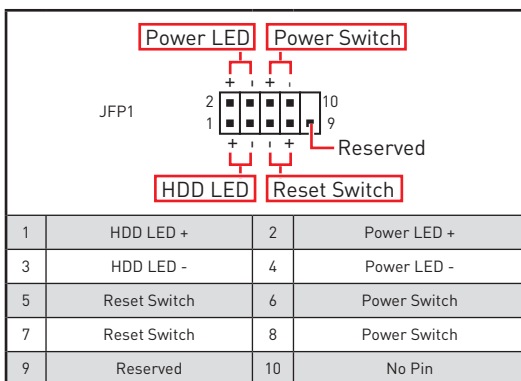 Power LED Power Switch
+ - + -
JFP1
2 10
1 9
+ - - +
Reserved
HDD LED Reset Switch
1 HDD LED + 2 Power LED +
3 HDD LED - 4 Power LED -
5 Reset Switch 6 Power Switch
7 Reset Switch 8 Power Switch
9 Reserved 10 No Pin